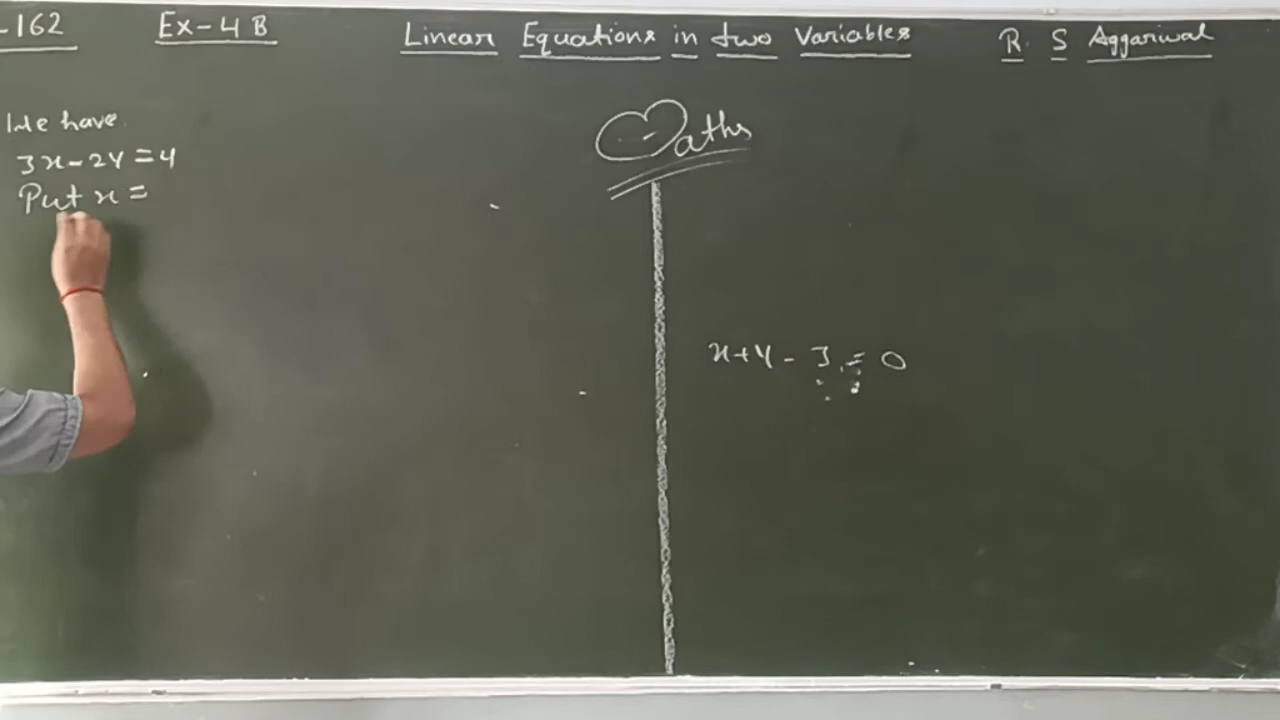 -162 Ex-4B Linear Equations in two Variables R. S Aggarwal
Maths
We have.
3x-2y=4
Put x=
x+y-3=0